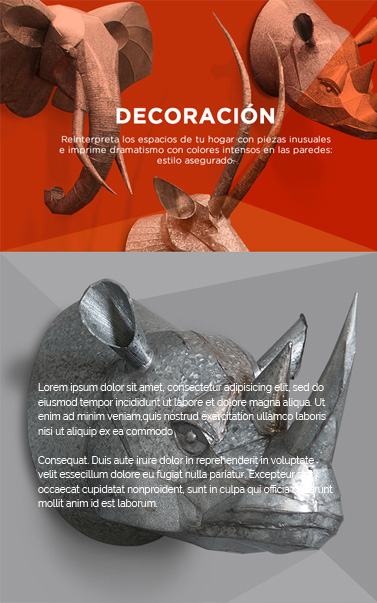 DECORACIÓN
Reinterpreta los espacios de tu hogar con piezas inusuales
e imprime dramatismo con colores intensos en las paredes:
estilo asegurado.
Lorem ipsum dolor sit amet, consectetur adipisicing elit, sed do
eiusmod tempor incididunt ut labore et dolore magna aliqua. Ut
enim ad minim veniam,quis nostrud exercitation ullamco laboris
nisi ut aliquip ex ea commodo
Consequat. Duis aute irure dolor in reprehenderit in voluptate
velit essecillum dolore eu fugiat nulla pariatur. Excepteur
occaecat cupidatat nonproident, sunt in culpa qui officia
mollit anim id est laborum.